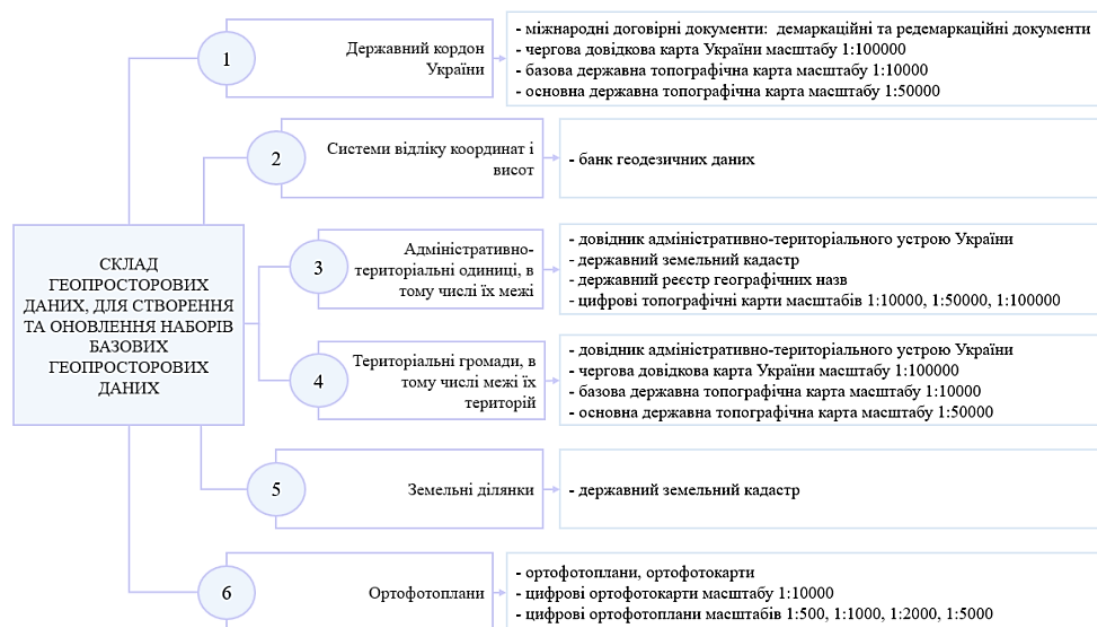 СКЛАД
ГЕОПРОСТОРОВИХ
ДАНИХ, ДЛЯ СТВОРЕННЯ
ТА ОНОВЛЕННЯ НАБОРІВ
БАЗОВИХ
ГЕОПРОСТОРОВИХ
ДАНИХ
1
Державний кордон
України
- міжнародні договірні документи: демаркаційні та редемаркаційні документи
- чергова довідкова карта України масштабу 1:100000
- базова державна топографічна карта масштабу 1:10000
- основна державна топографічна карта масштабу 1:50000
2
Системи відліку координат і
висот
- банк геодезичних даних
3
Адміністративно-
територіальні одиниці, в
тому числі їх межі
- довідник адміністративно-територіального устрою України
- державний земельний кадастр
- державний реєстр географічних назв
- цифрові топографічні карти масштабів 1:10000, 1:50000, 1:100000
4
Територіальні громади, в
тому числі межі їх
територій
- довідник адміністративно-територіального устрою України
- чергова довідкова карта України масштабу 1:100000
- базова державна топографічна карта масштабу 1:10000
- основна державна топографічна карта масштабу 1:50000
5
Земельні ділянки
- державний земельний кадастр
6
Ортофотоплани
- ортофотоплани, ортофотокарти
- цифрові ортофотокарти масштабу 1:10000
- цифрові ортофотоплани масштабів 1:500, 1:1000, 1:2000, 1:5000